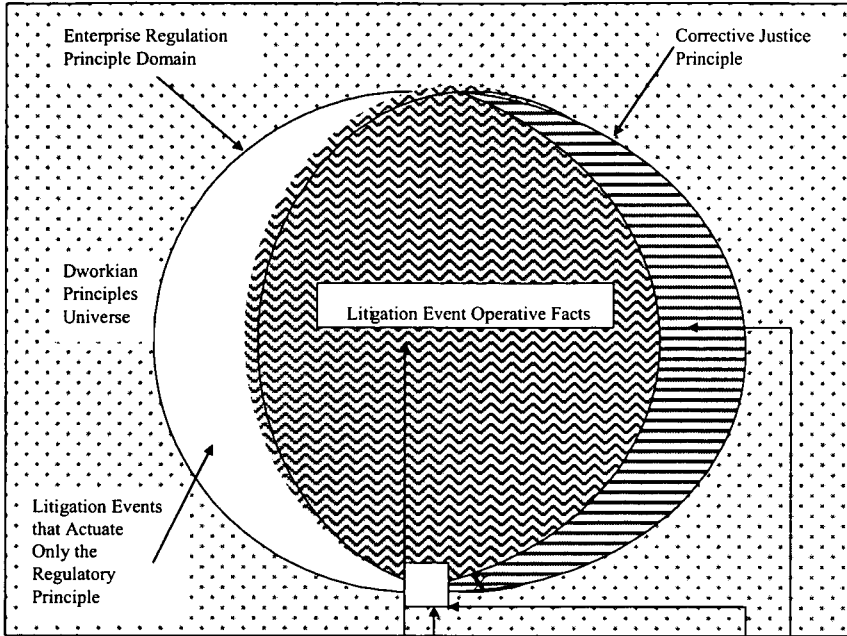 Enterprise Regulation
Principle Domain
Corrective Justice
Principle
Dworkian
Principles
Universe
Litigation Event Operative Facts
Litigation Events
that Actuate
Only the
Regulatory
Principle